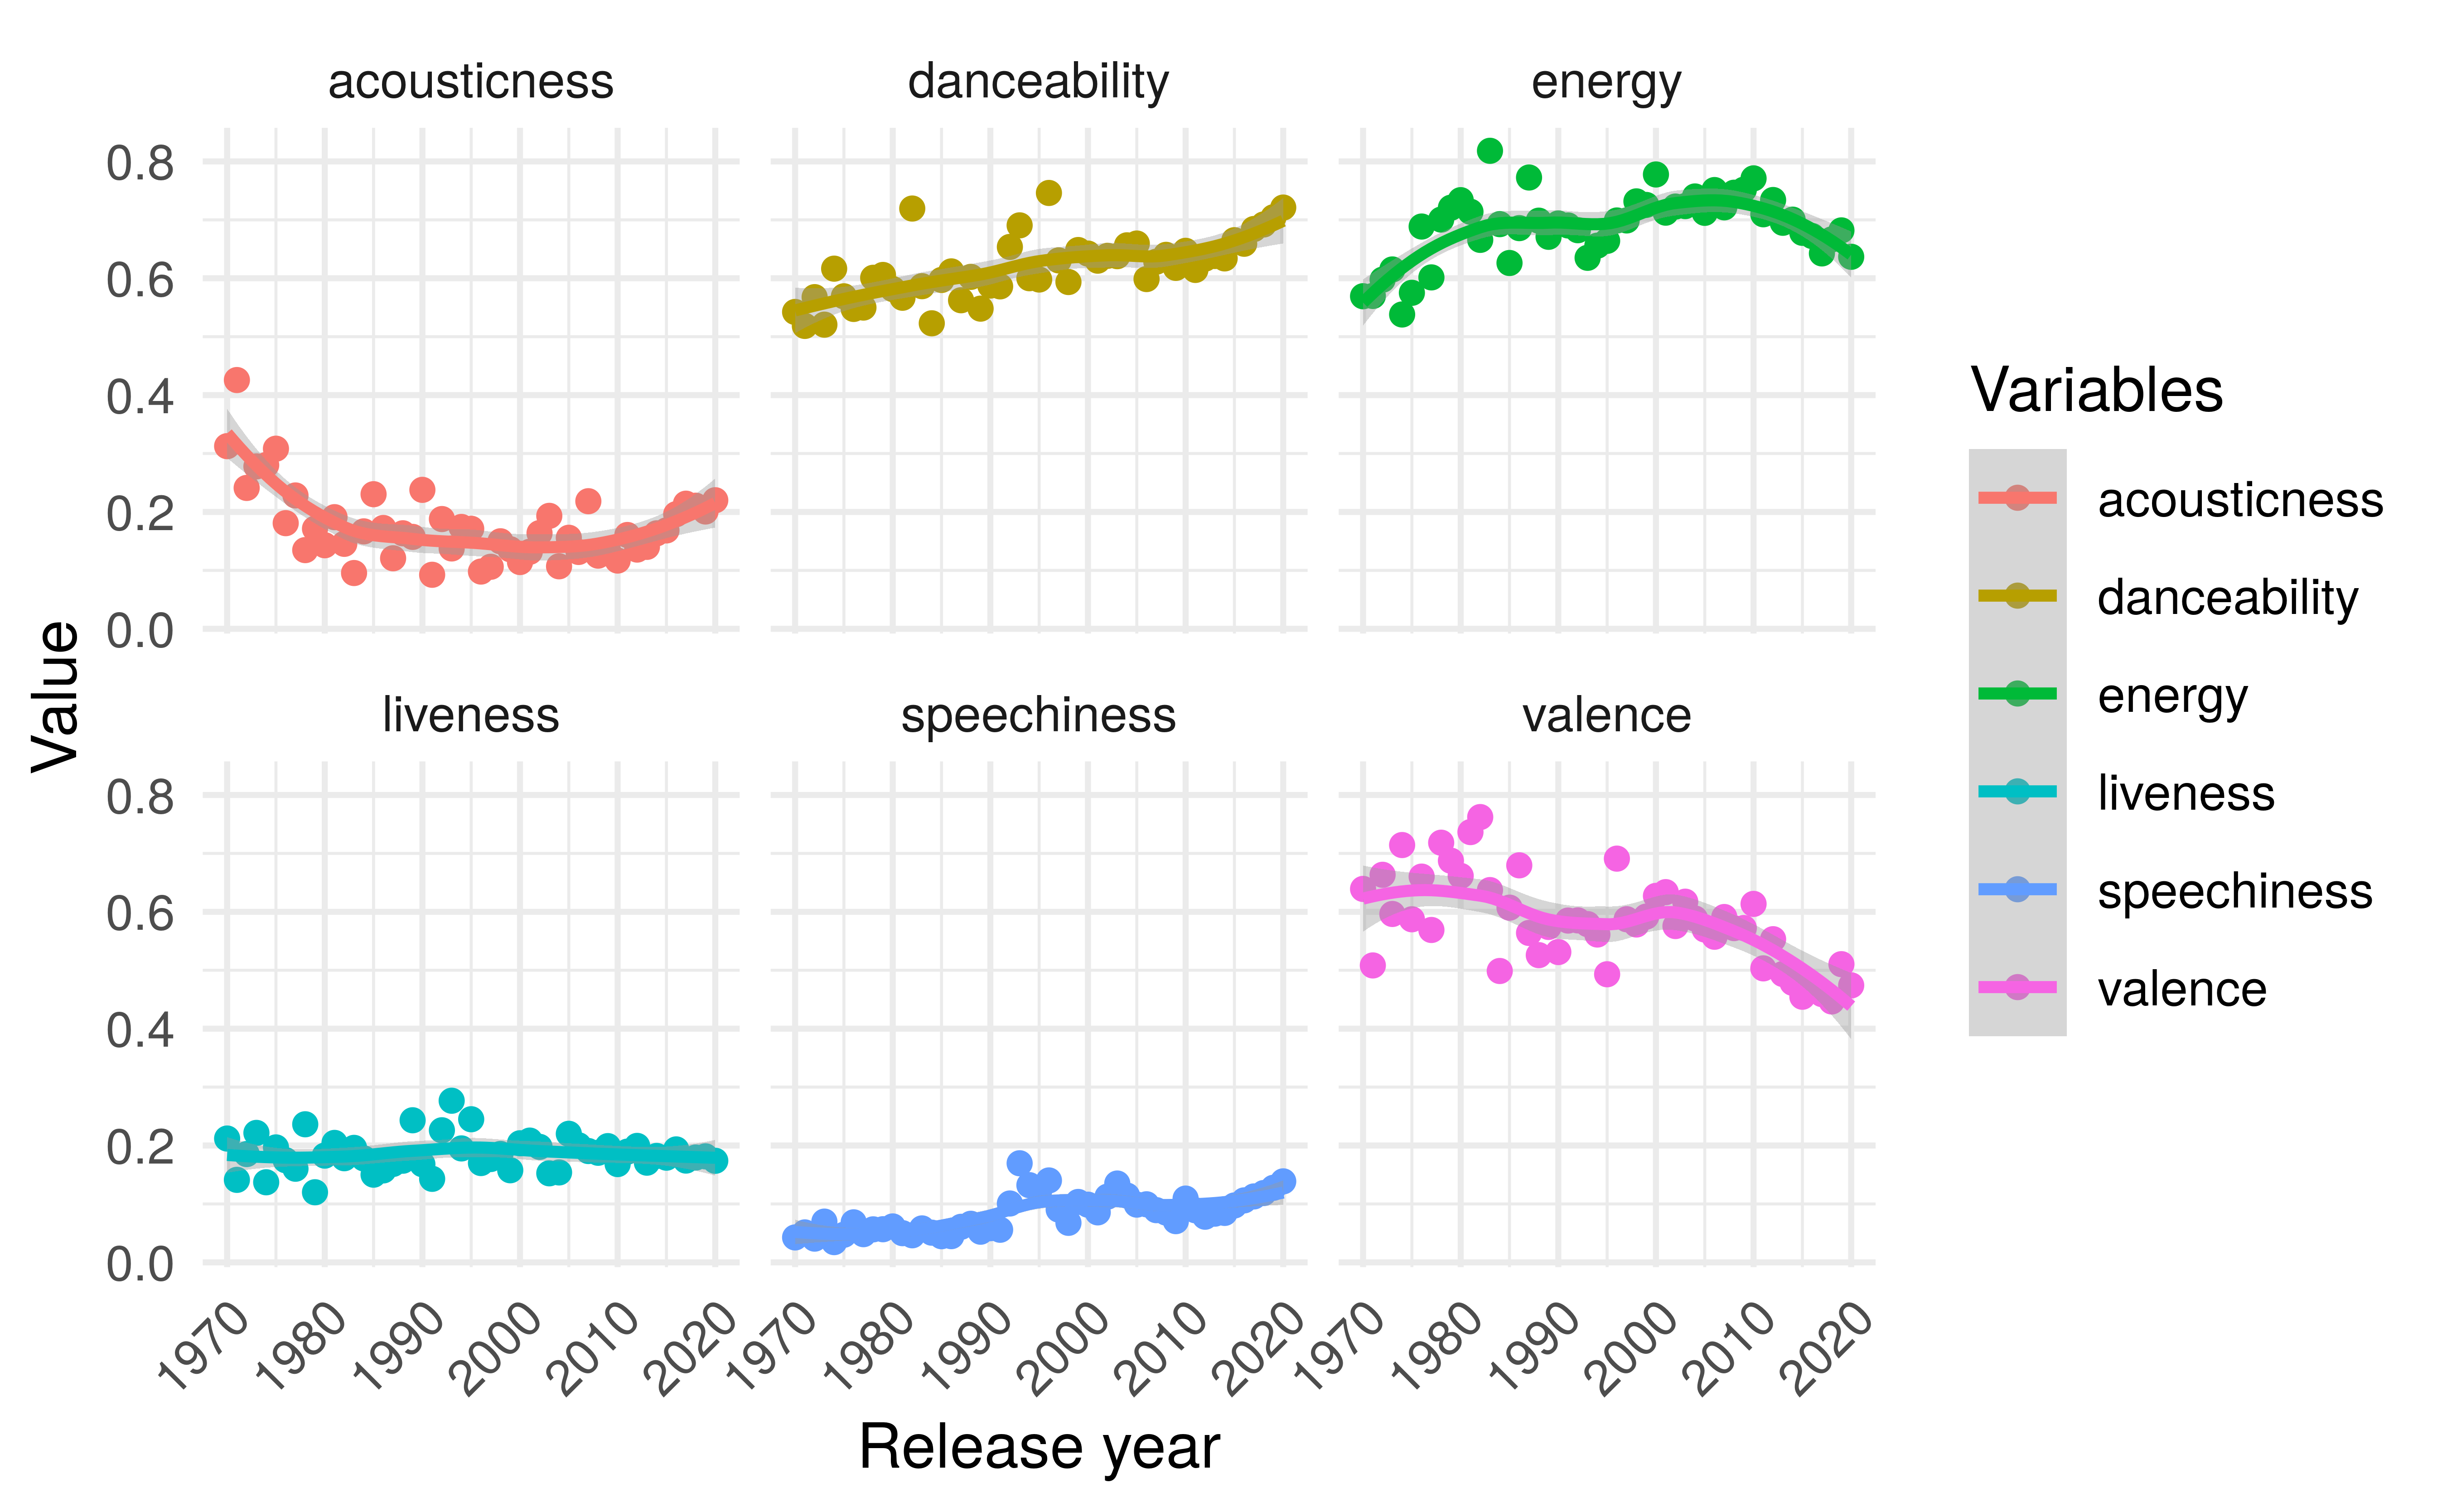 acousticness
danceability
energy
0.8
0.6
0.4
0.2
0.0
liveness
speechiness
valence
0.8
0.6
0.4
0.2
0.0
1970 1980 1990 2000 2010 2020
1970 1980 1990 2000 2010 2020
1970 1980 1990 2000 2010 2020
Value
Release year
Variables
acousticness
danceability
energy
liveness
speechiness
valence